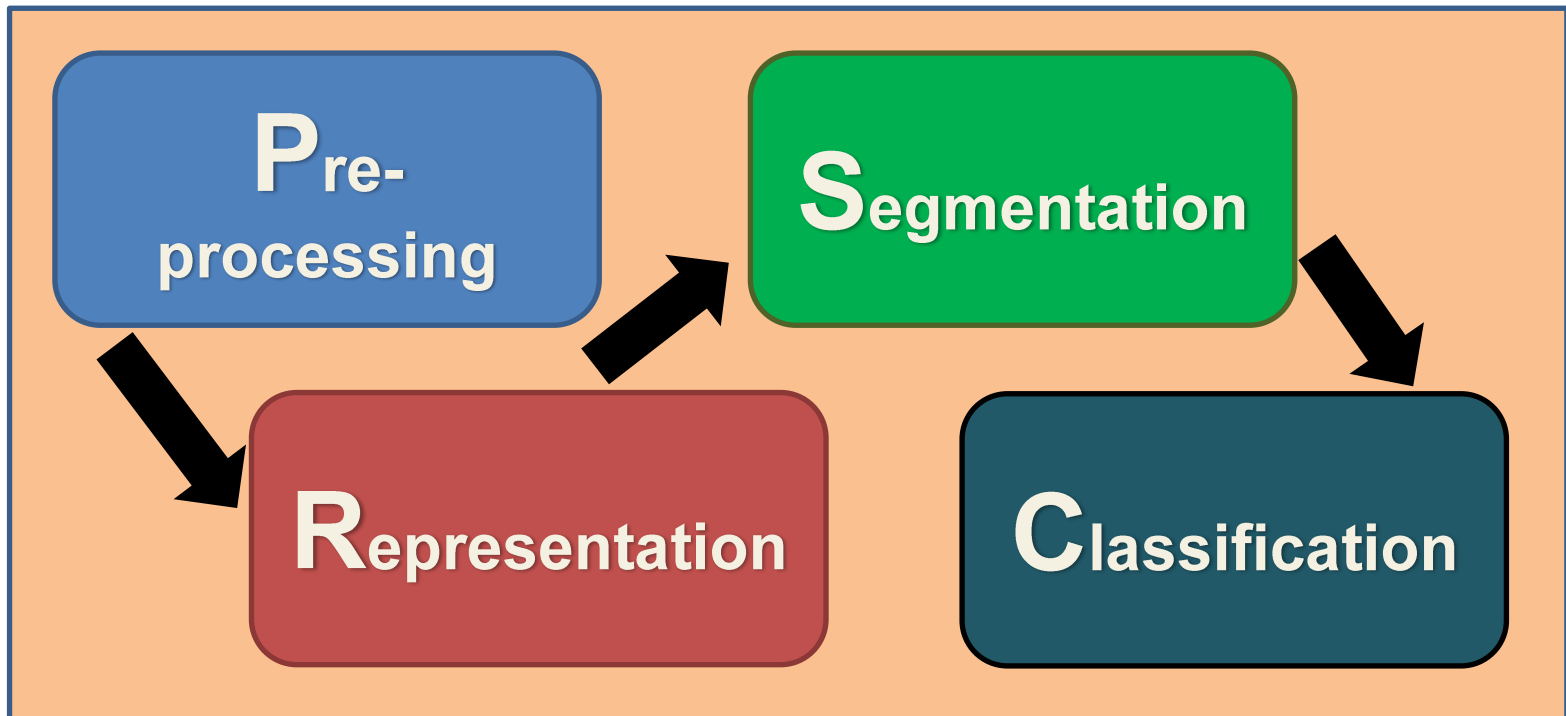 Pre-
processing
Representation
Segmentation
Classification